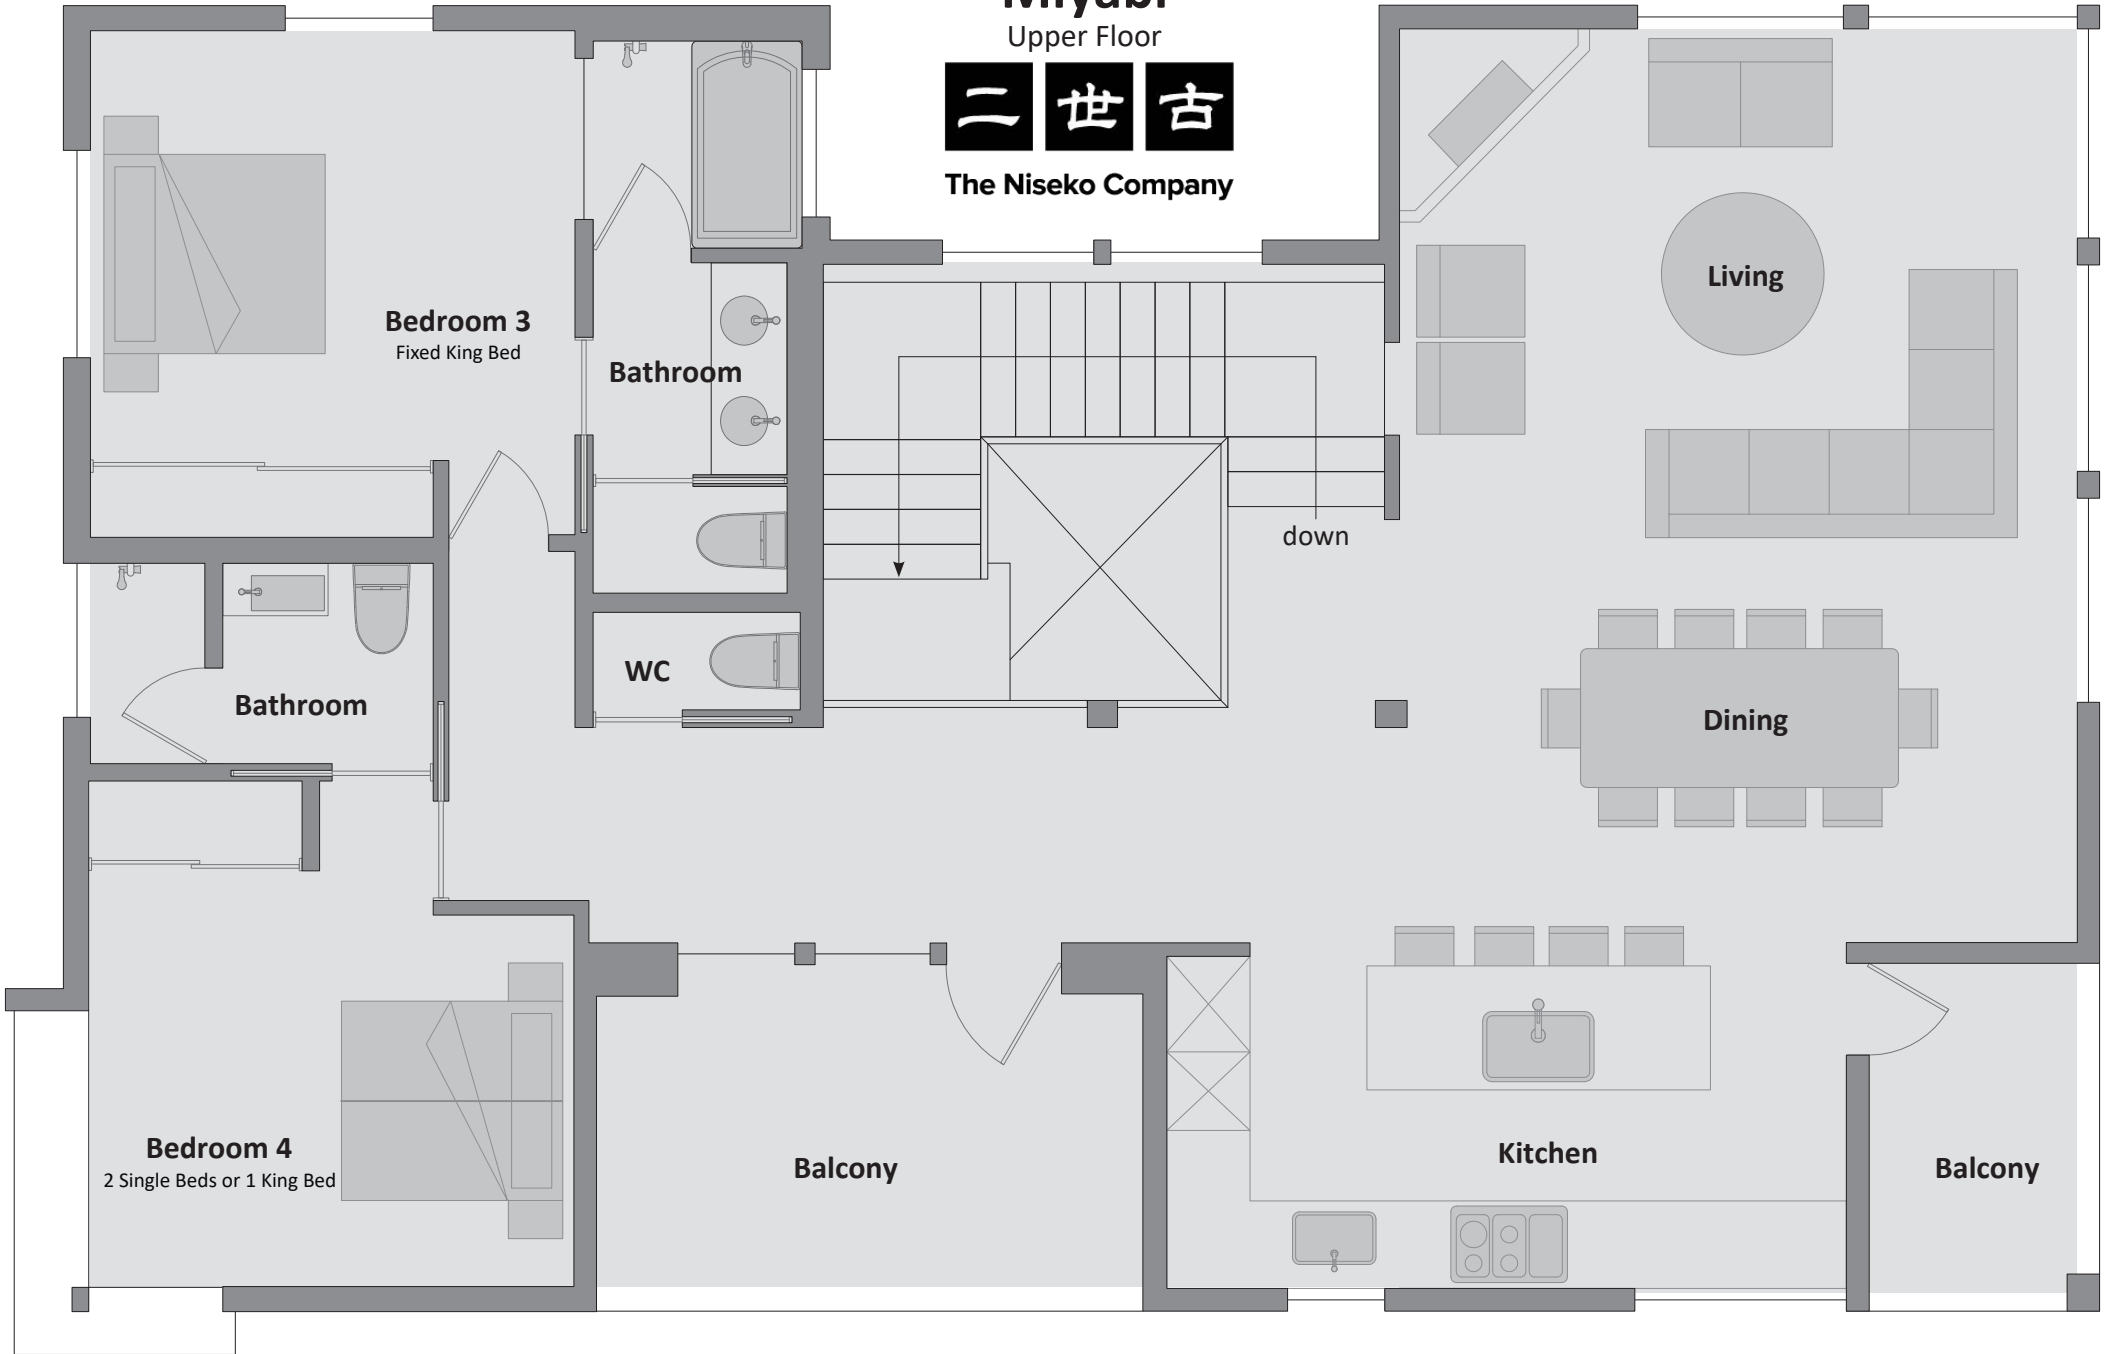 Miyabi
Upper Floor
二世古
The Niseko Company
Bedroom 3
Fixed King Bed
Bathroom
Living
down
WC
Bathroom
Dining
Bedroom 4
2 Single Beds or 1 King Bed
Balcony
Kitchen
Balcony